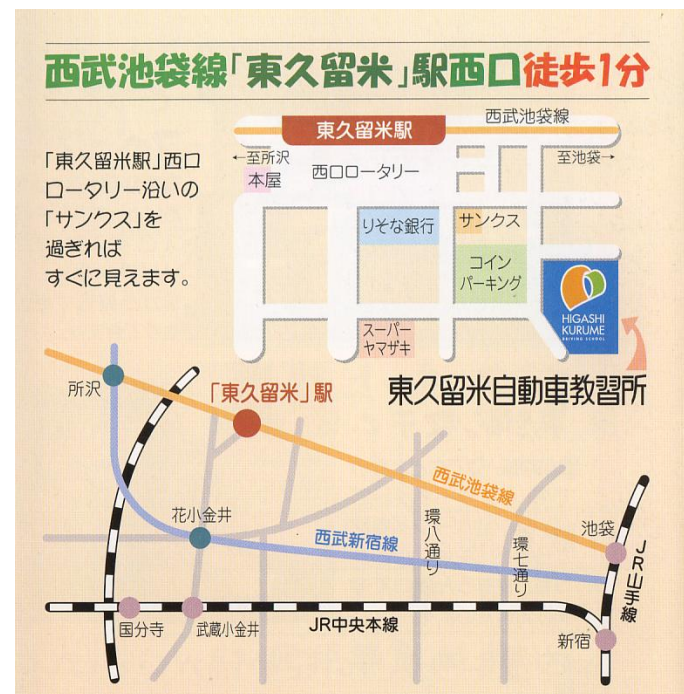 西武池袋線「東久留米」駅西口徒歩1分
「東久留米駅」西口
ロータリー沿いの
「サンクス」を
過ぎれば
すぐに見えます。
東久留米駅
西武池袋線
←至所沢
至池袋→
本屋
西口ロータリー
りそな銀行
サンクス
コイン
パーキング
スーパー
ヤマザキ
HIGASHI
KURUME
DRIVING SCHOOL
東久留米自動車教習所
所沢
「東久留米」駅
西武池袋線
花小金井
西武新宿線
環八通り
環七通り
池袋
JR山手線
国分寺
武蔵小金井
JR中央本線
新宿